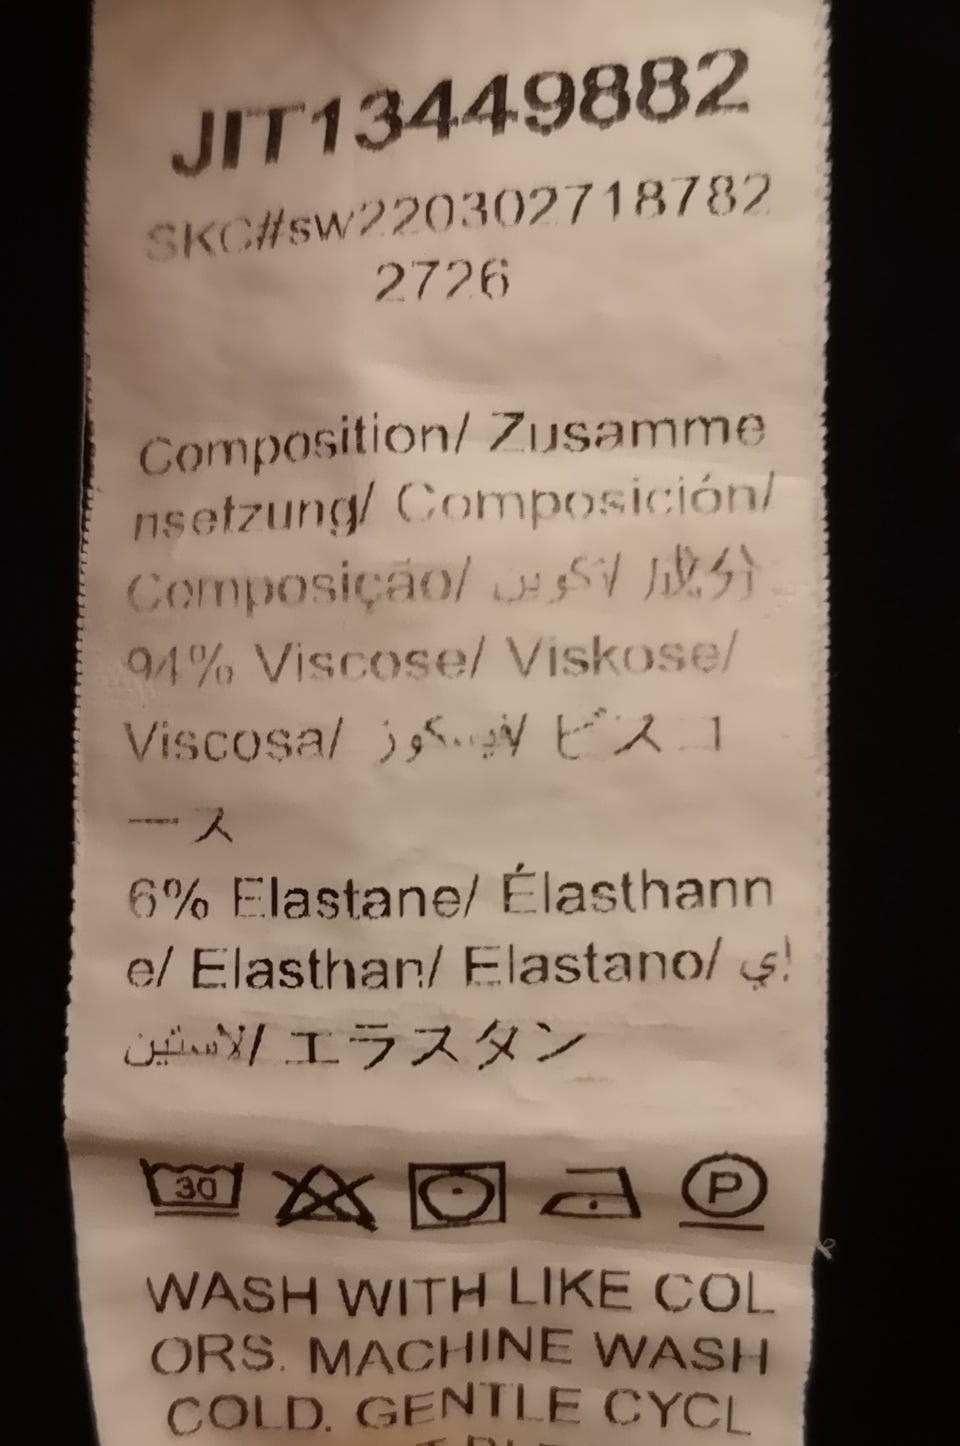 JIT13449882
SKC#sw220302718782
2726
Composition/ Zusamme
nsetzung/ Composición/
Composição/ تكوين/ 成分
94% Viscose/ Viskose/
Viscosa/ فيسكوز/ ビスコ
ース
6% Elastane/ Élasthann
e/ Elasthan/ Elastano/ إي
لاستين/ エラスタン
30
P
WASH WITH LIKE COL
ORS. MACHINE WASH
COLD. GENTLE CYCL